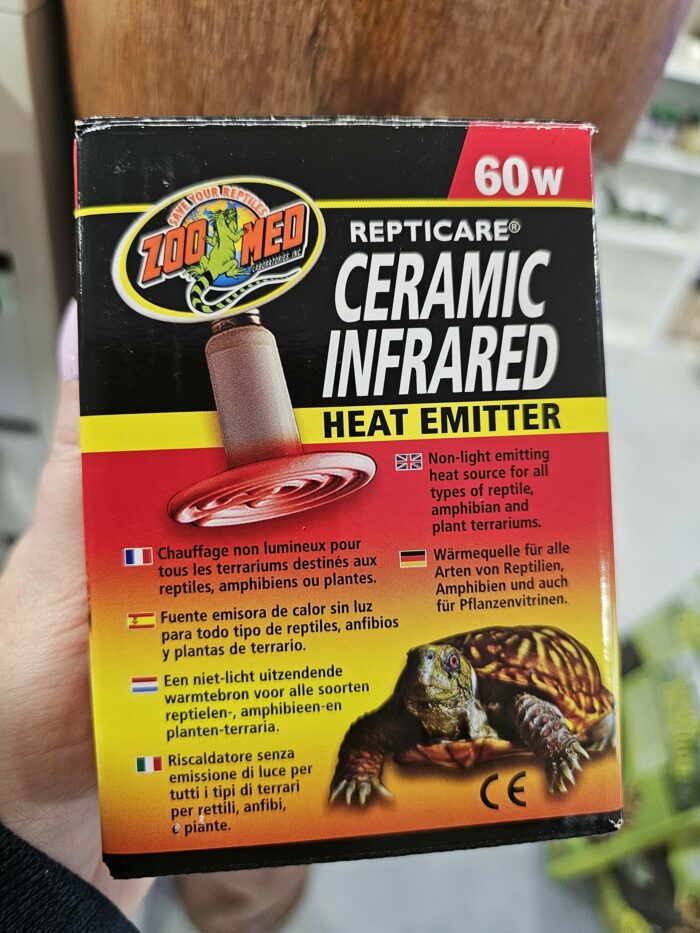 60W
SAVE YOUR REPTILES
ZOO MED
LABORATORIES INC
REPTICARE®
CERAMIC
INFRARED
HEAT EMITTER
Non-light emitting
heat source for all
types of reptile,
amphibian and
plant terrariums.
Chauffage non lumineux pour
tous les terrariums destinés aux
reptiles, amphibiens ou plantes.
Wärmequelle für alle
Arten von Reptilien,
Amphibien und auch
für Pflanzenvitrinen.
Fuente emisora de calor sin luz
para todo tipo de reptiles, anfibios
y plantas de terrario.
Een niet-licht uitzendende
warmtebron voor alle soorten
reptielen-, amphibieen-en
planten-terraria.
Riscaldatore senza
emissione di luce per
tutti i tipi di terrari
per rettili, anfibi,
e piante.
CE